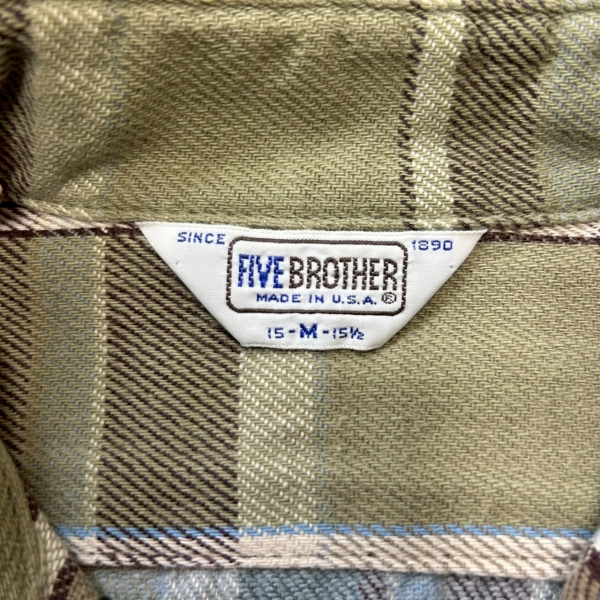 SINCE 1890
FIVE BROTHER
MADE IN U.S.A. ®
15-M-15½